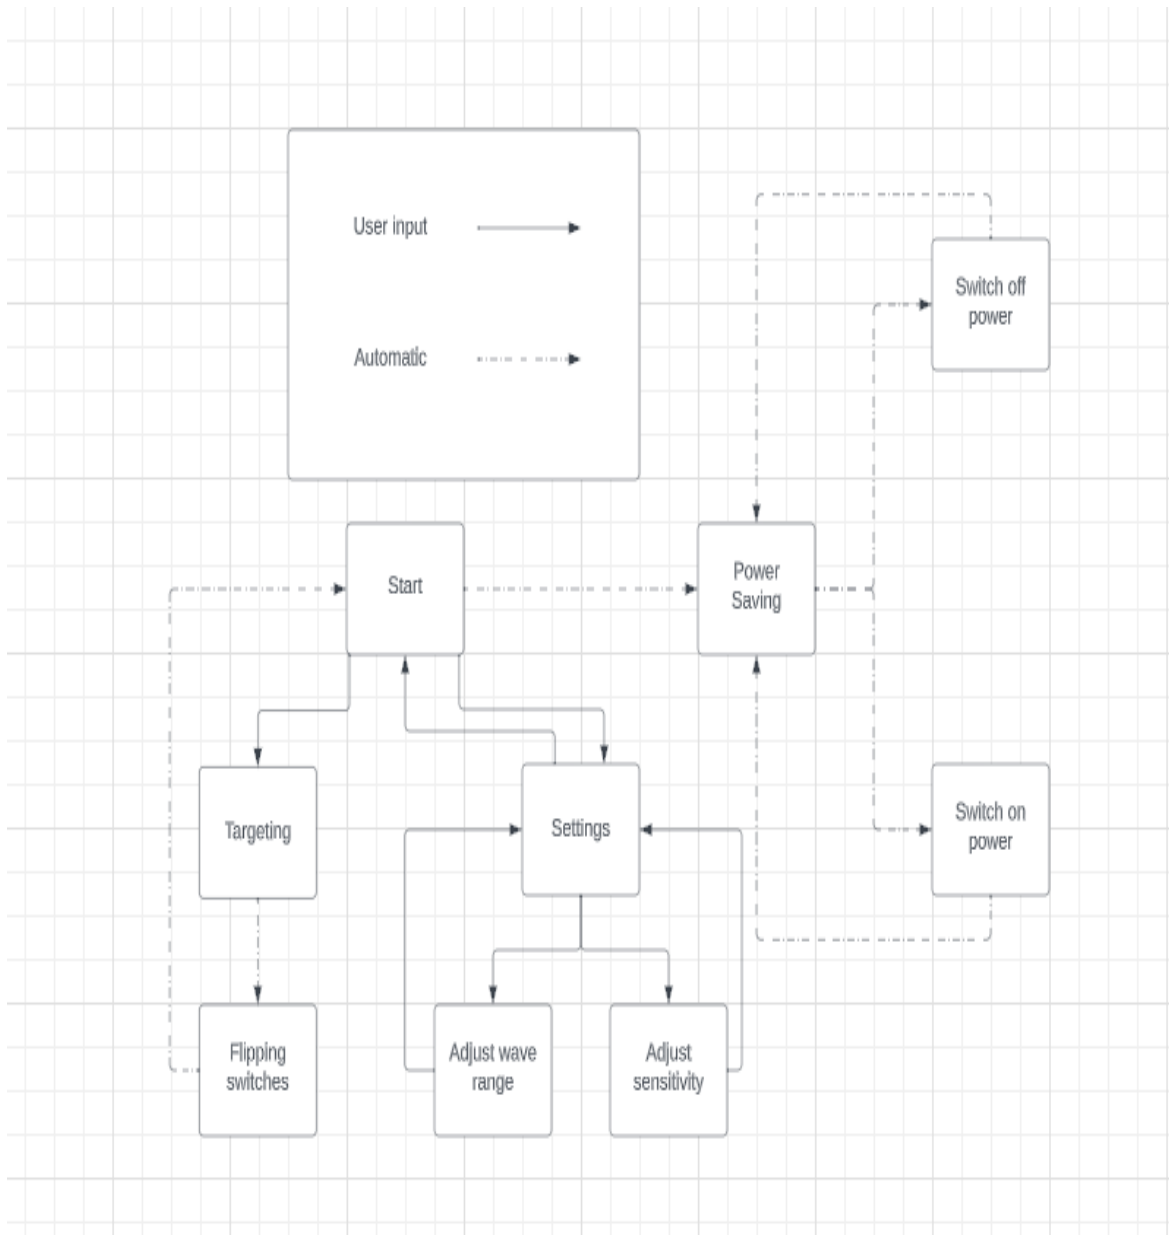 User input
Automatic
Switch off
power
Start
Power
Saving
Targeting
Settings
Switch on
power
Flipping
switches
Adjust wave
range
Adjust
sensitivity